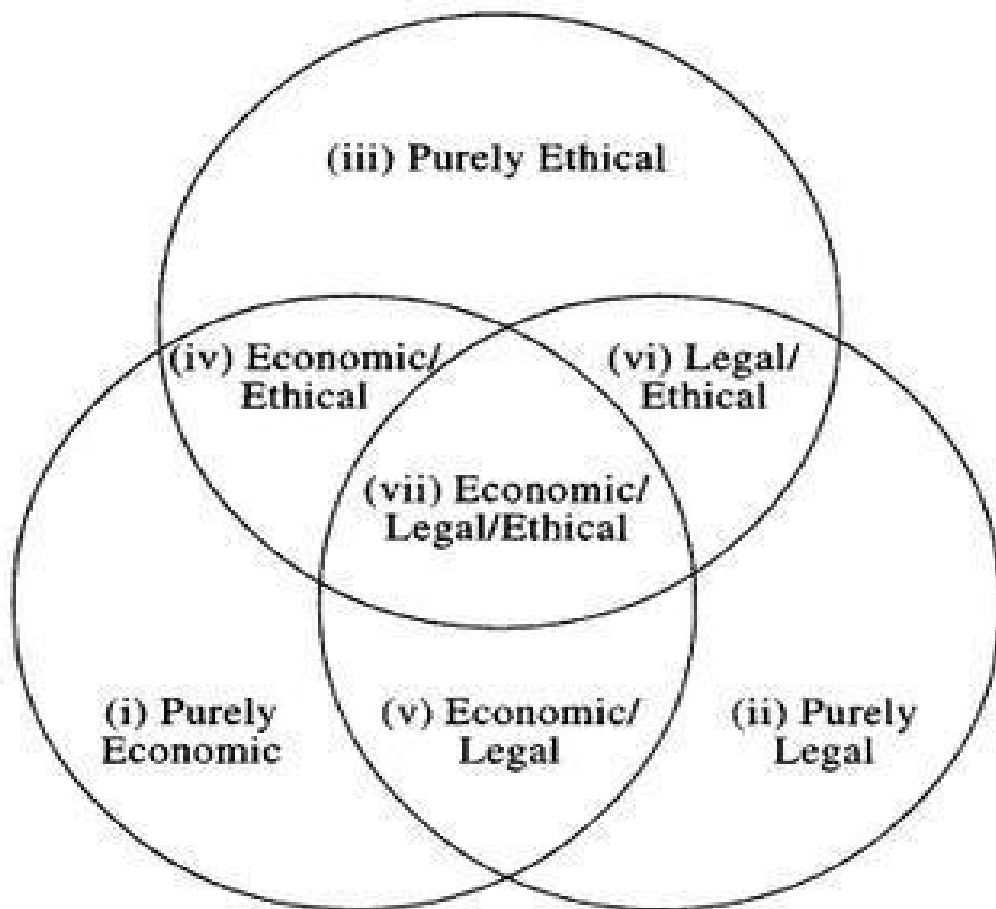 (iii) Purely Ethical
(iv) Economic/
Ethical
(vi) Legal/
Ethical
(vii) Economic/
Legal/Ethical
(i) Purely
Economic
(v) Economic/
Legal
(ii) Purely
Legal